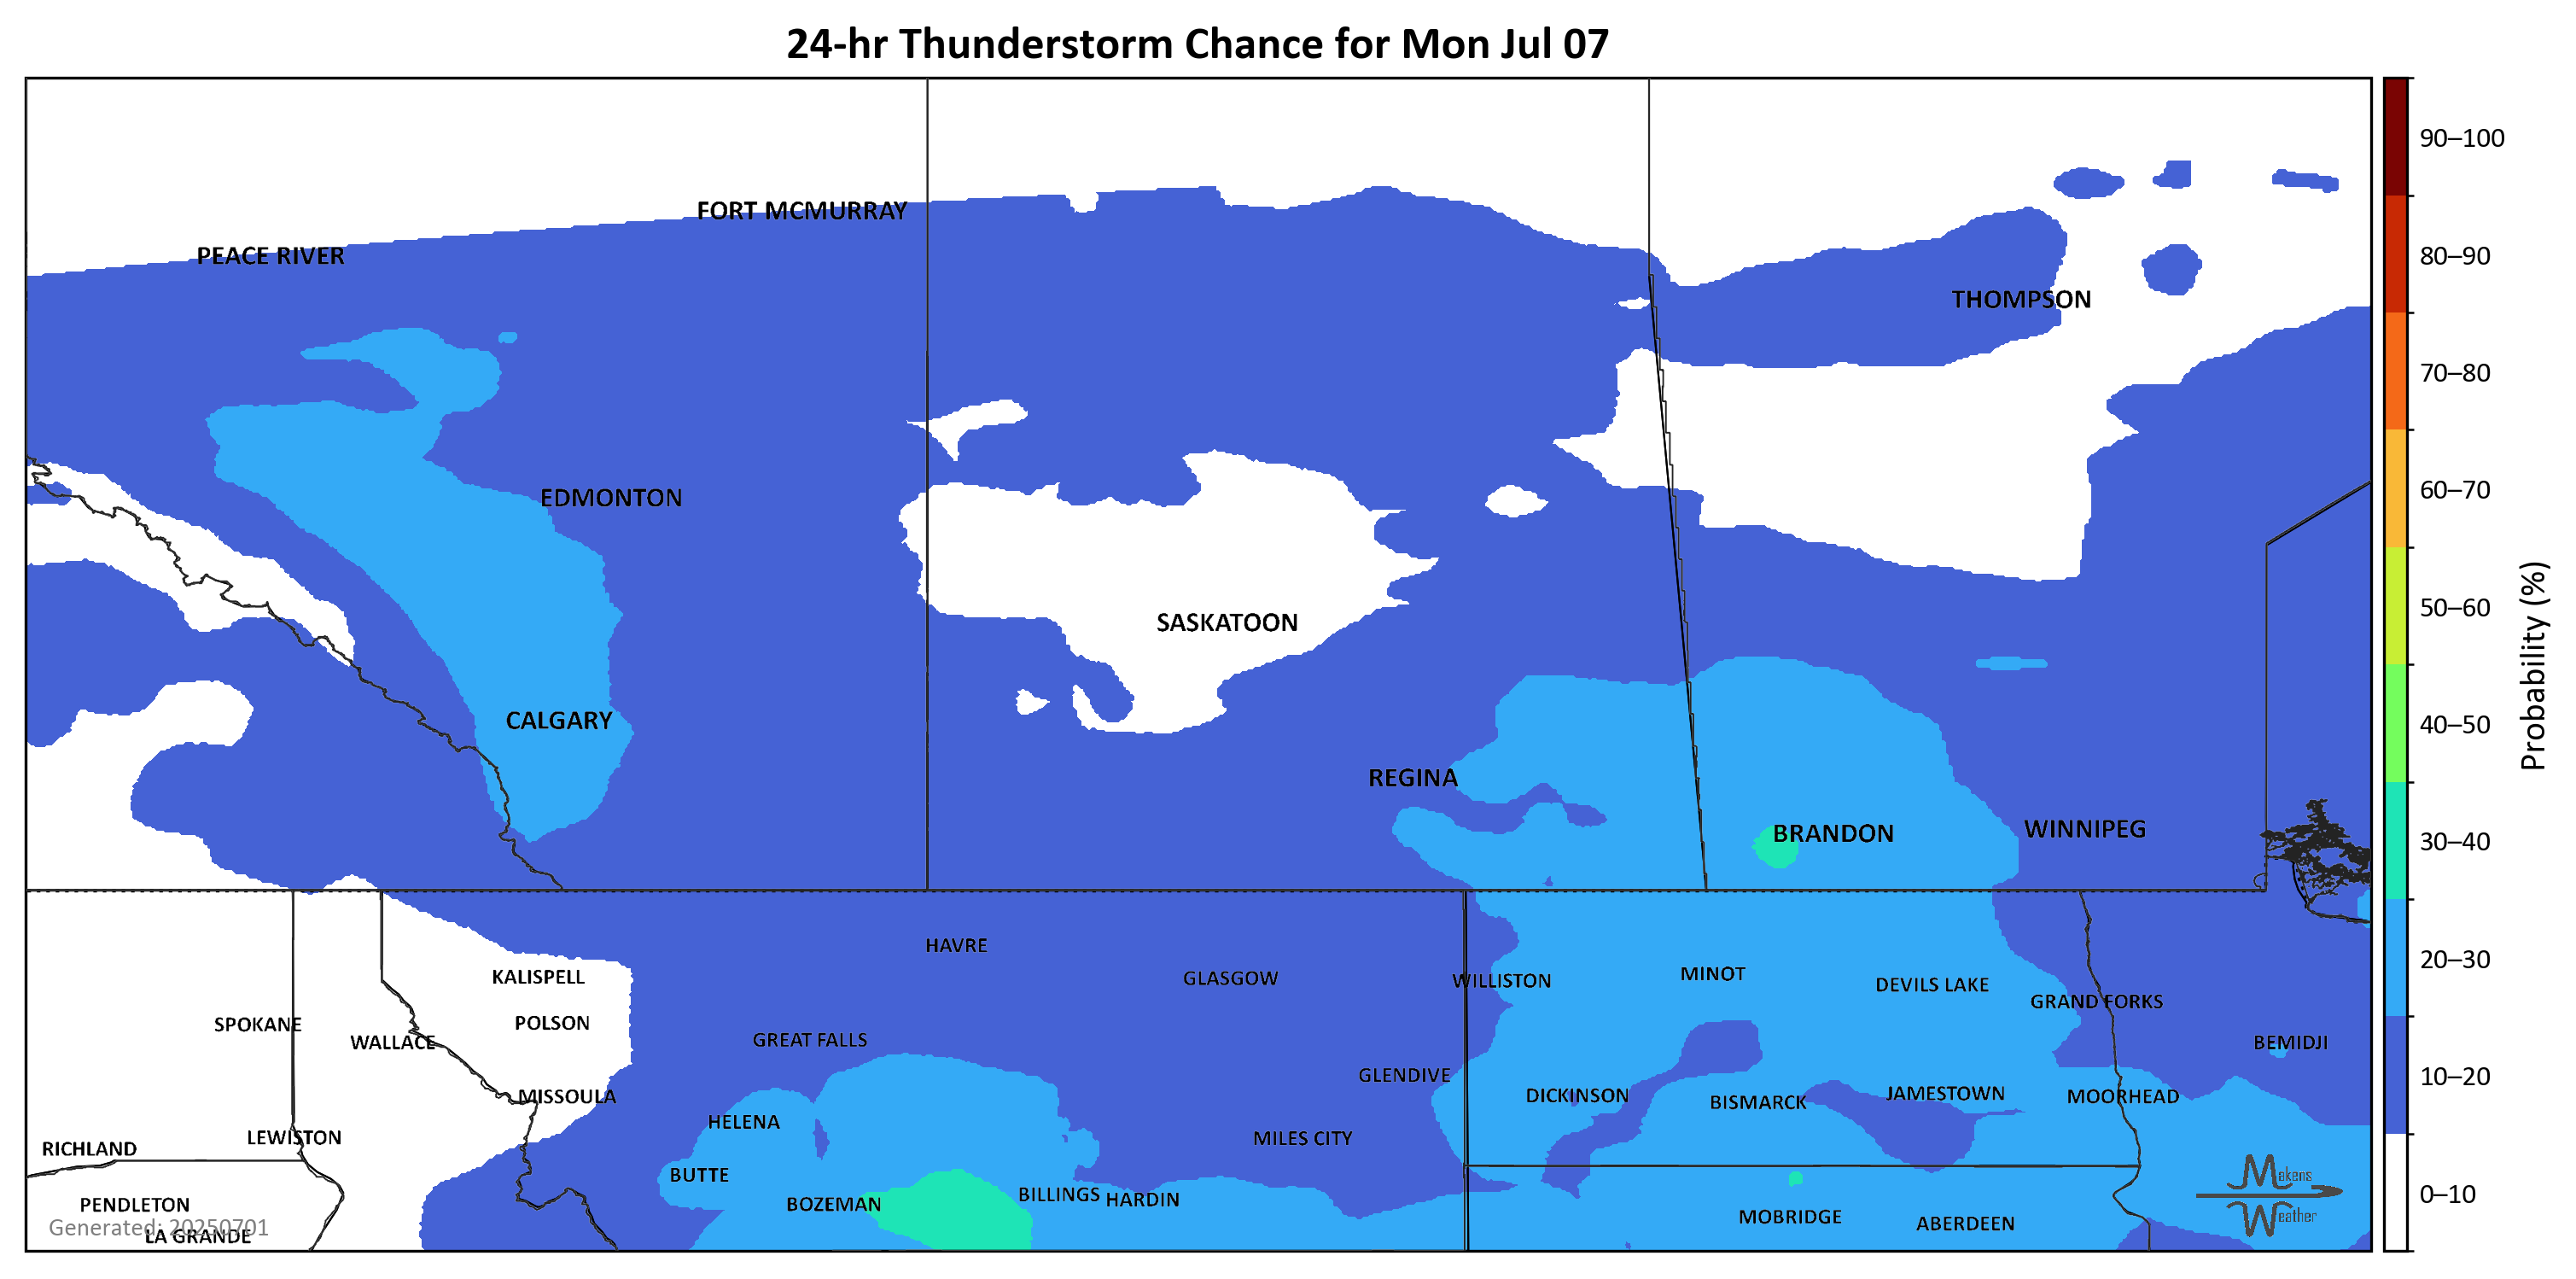 24-hr Thunderstorm Chance for Mon Jul 07
90–100
FORT MCMURRAY
PEACE RIVER
80–90
THOMPSON
70–80
60–70
EDMONTON
50–60
SASKATOON
Probability (%)
CALGARY
40–50
REGINA
WINNIPEG
BRANDON
30–40
HAVRE
20–30
MINOT
KALISPELL
GLASGOW
WILLISTON
DEVILS LAKE
GRAND FORKS
POLSON
SPOKANE
GREAT FALLS
WALLACE
BEMIDJI
GLENDIVE
10–20
JAMESTOWN
DICKINSON
MISSOULA
MOORHEAD
BISMARCK
HELENA
LEWISTON
MILES CITY
RICHLAND
BUTTE
Makens
BILLINGS
0–10
HARDIN
BOZEMAN
PENDLETON
Weather
MOBRIDGE
ABERDEEN
Generated: 20250701
LA GRANDE